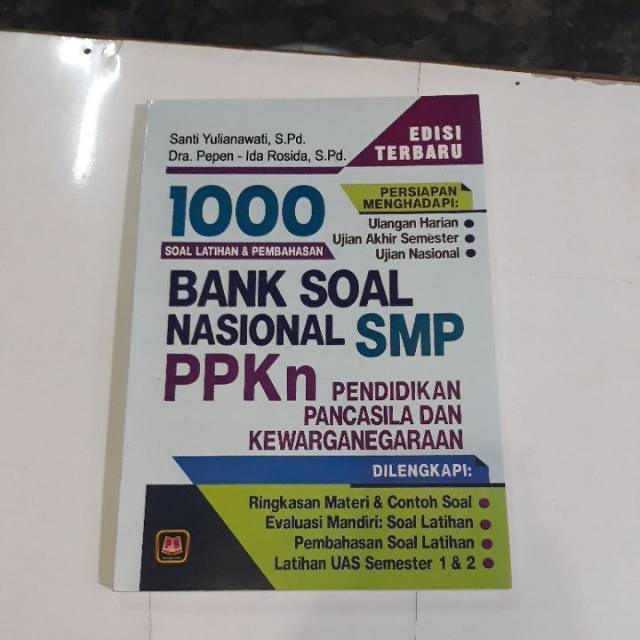 Santi Yulianawati, S.Pd.
Dra. Pepen - Ida Rosida, S.Pd.
EDISI
TERBARU
1000
SOAL LATIHAN & PEMBAHASAN
PERSIAPAN
MENGHADAPI:
Ulangan Harian
Ujian Akhir Semester
Ujian Nasional
BANK SOAL
NASIONAL SMP
PPKn PENDIDIKAN
PANCASILA DAN
KEWARGANEGARAAN
DILENGKAPI:
Ringkasan Materi & Contoh Soal
Evaluasi Mandiri: Soal Latihan
Pembahasan Soal Latihan
Latihan UAS Semester 1 & 2